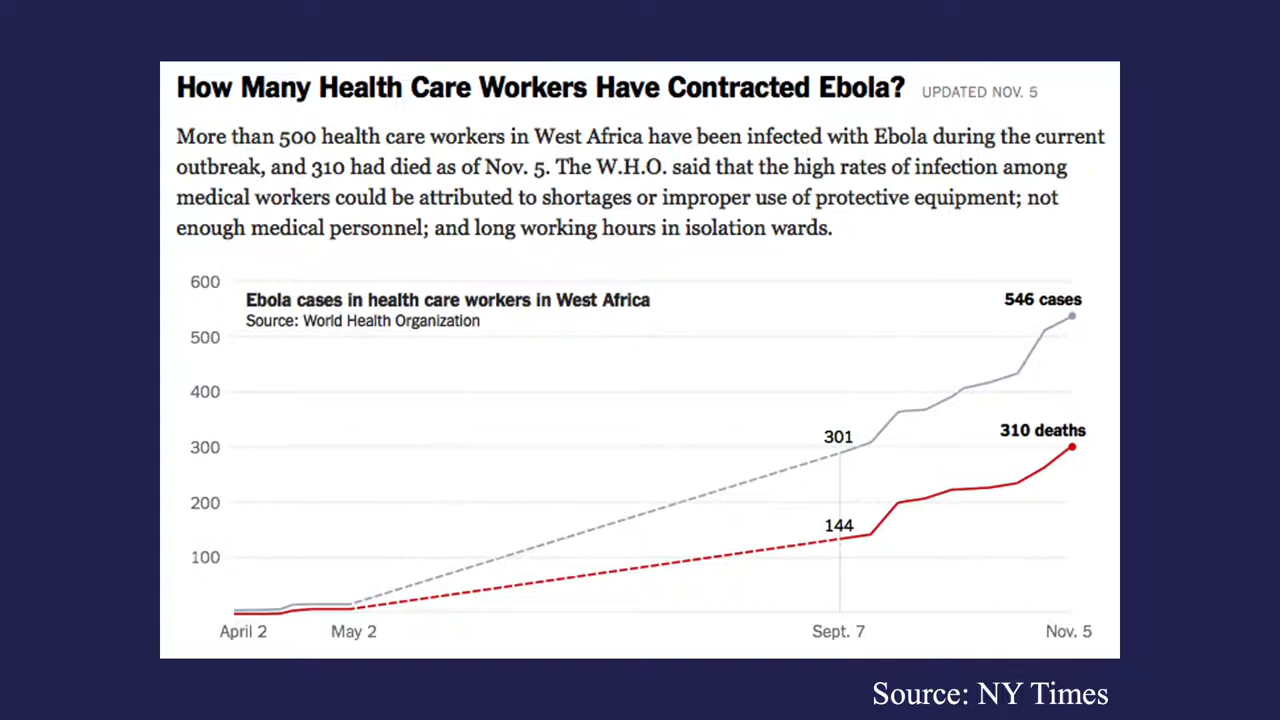 How Many Health Care Workers Have Contracted Ebola? UPDATED NOV. 5
More than 500 health care workers in West Africa have been infected with Ebola during the current
outbreak, and 310 had died as of Nov. 5. The W.H.O. said that the high rates of infection among
medical workers could be attributed to shortages or improper use of protective equipment; not
enough medical personnel; and long working hours in isolation wards.
600
Ebola cases in health care workers in West Africa
546 cases
Source: World Health Organization
500
400
301
310 deaths
300
200
144
100
April 2
May 2
Sept. 7
Nov. 5
Source: NY Times